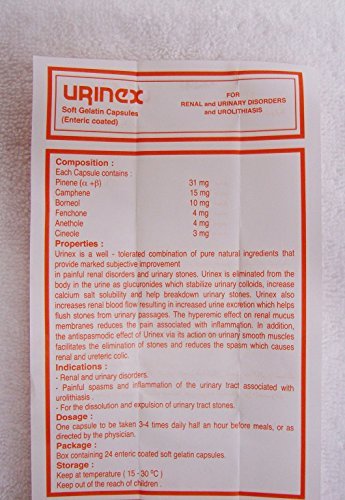 URINEX
Soft Gelatin Capsules
(Enteric coated)
FOR
RENAL and URINARY DISORDERS
and UROLITHIASIS
Composition :
Each Capsule contains :
Pinene (α +β) 31 mg
Camphene 15 mg
Borneol 10 mg
Fenchone 4 mg
Anethole 4 mg
Cineole 3 mg
Properties :
Urinex is a well - tolerated combination of pure natural ingredients that
provide marked subjective improvement
in painful renal disorders and urinary stones. Urinex is eliminated from the
body in the urine as glucuronides which stabilize urinary colloids, increase
calcium salt solubility and help breakdown urinary stones. Urinex also
increases renal blood flow resulting in increased urine excretion which helps
flush stones from urinary passages. The hyperemic effect on renal mucus
membranes reduces the pain associated with inflammation. In addition,
the antispasmodic effect of Urinex via its action on urinary smooth muscles
facilitates the elimination of stones and reduces the spasm which causes
renal and ureteric colic.
Indications :
- Renal and urinary disorders.
- Painful spasms and inflammation of the urinary tract associated with
urolithiasis .
- For the dissolution and expulsion of urinary tract stones.
Dosage :
One capsule to be taken 3-4 times daily half an hour before meals, or as
directed by the physician.
Package :
Box containing 24 enteric coated soft gelatin capsules.
Storage :
Keep at temperature ( 15 - 30 °C )
Keep out of the reach of children .